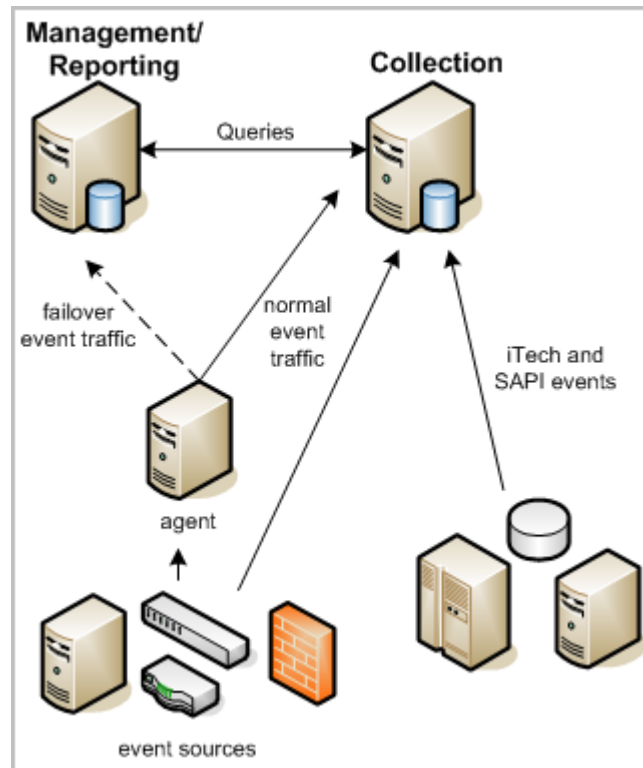 Management/
Reporting
Collection
Queries
failover
event traffic
normal
event
traffic
iTech and
SAPI events
agent
event sources